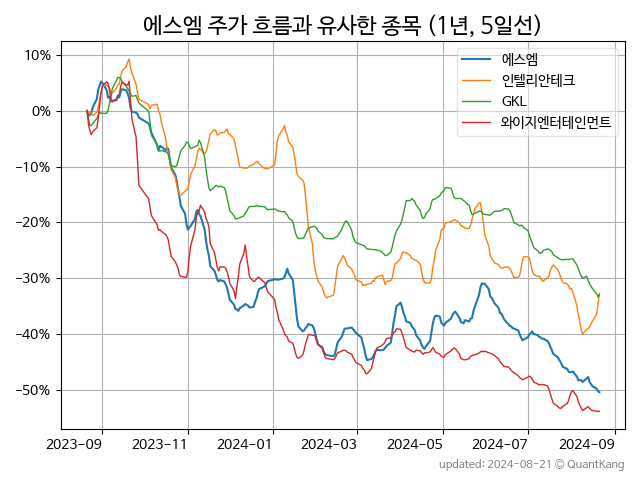 에스엠 주가 흐름과 유사한 종목 (1년, 5일선)
에스엠
인텔리안테크
GKL
와이지엔터테인먼트
10%
0%
−10%
−20%
−30%
−40%
−50%
2023-09
2023-11
2024-01
2024-03
2024-05
2024-07
2024-09
updated: 2024-08-21 © QuantKang